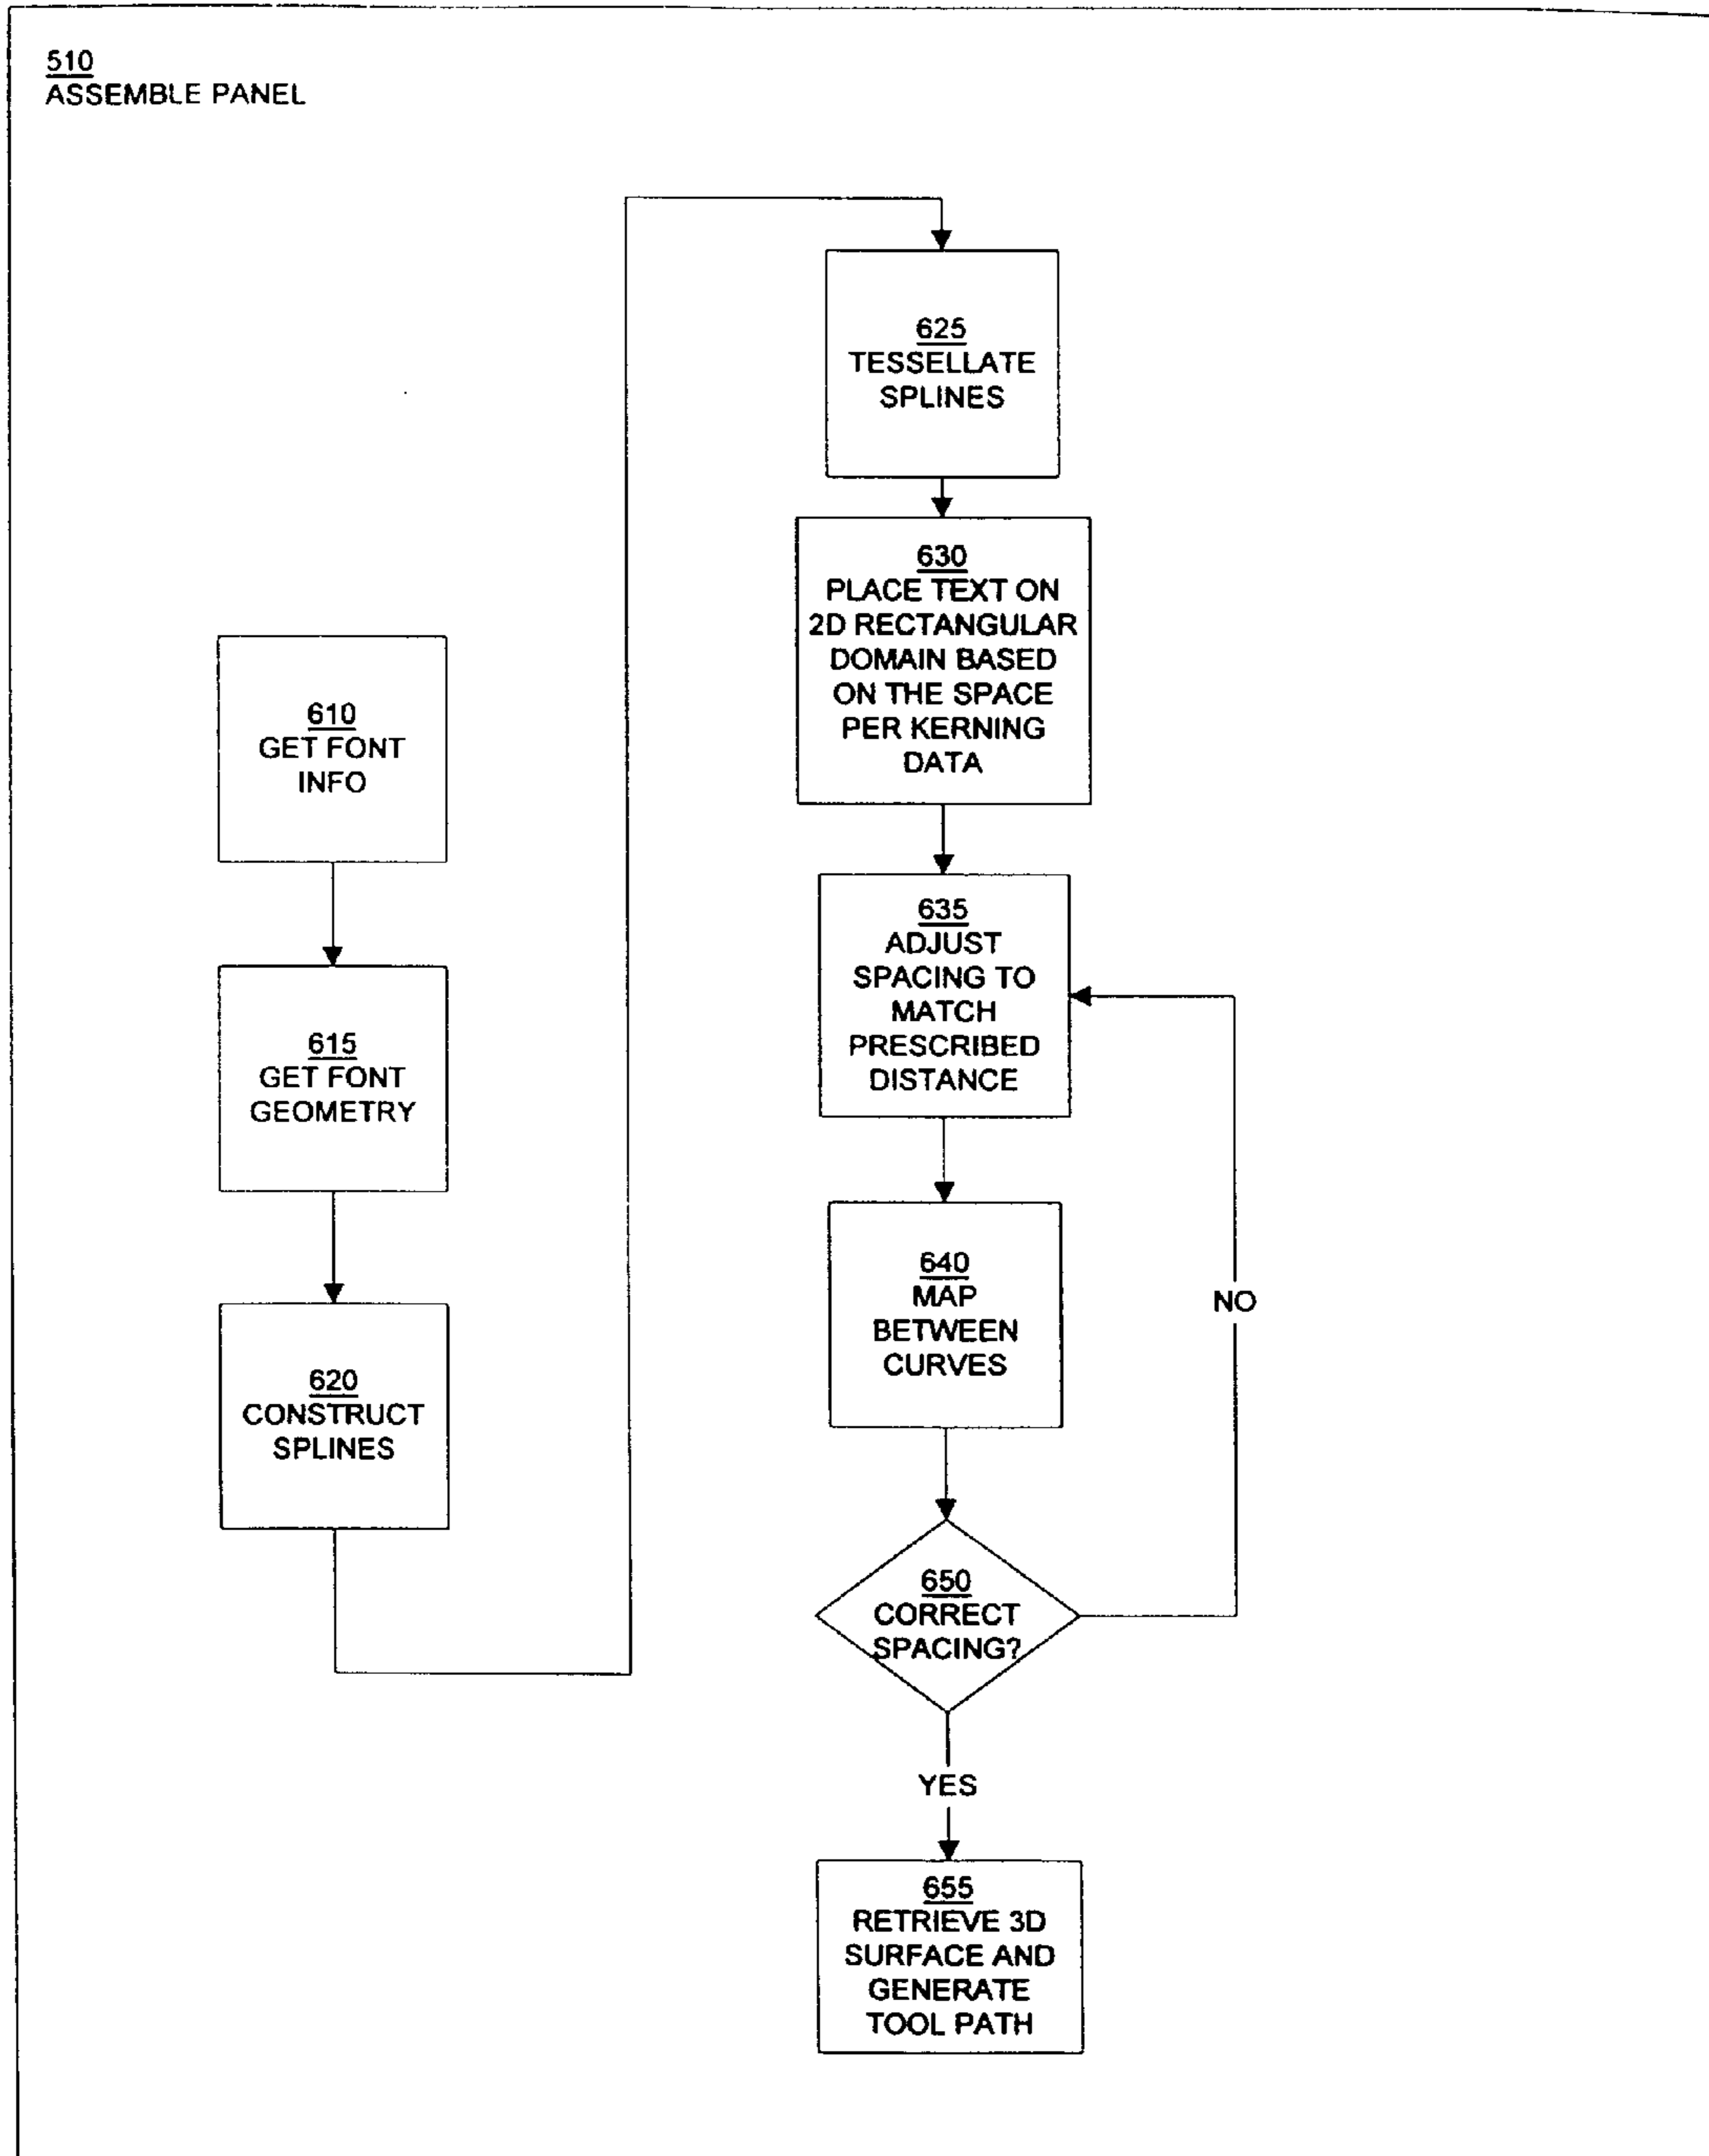 510
ASSEMBLE PANEL
610
GET FONT
INFO
615
GET FONT
GEOMETRY
620
CONSTRUCT
SPLINES
625
TESSELLATE
SPLINES
630
PLACE TEXT ON
2D RECTANGULAR
DOMAIN BASED
ON THE SPACE
PER KERNING
DATA
635
ADJUST
SPACING TO
MATCH
PRESCRIBED
DISTANCE
640
MAP
BETWEEN
CURVES
NO
650
CORRECT
SPACING?
YES
655
RETRIEVE 3D
SURFACE AND
GENERATE
TOOL PATH